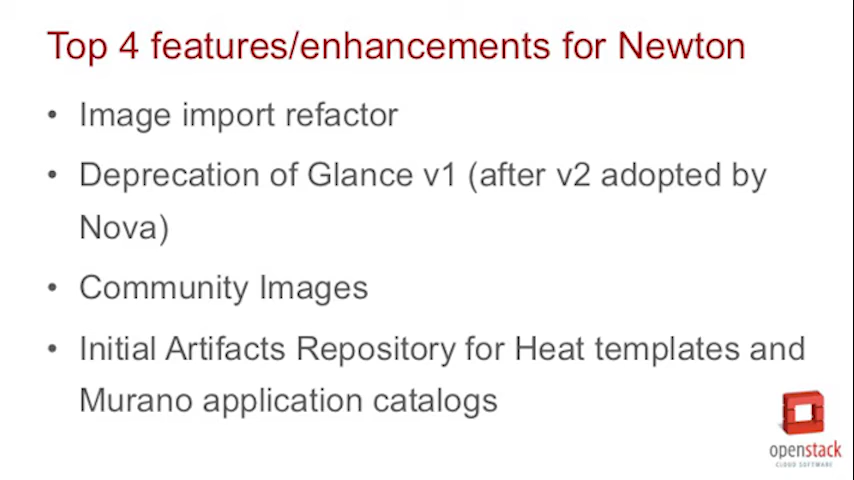 Top 4 features/enhancements for Newton
• Image import refactor
• Deprecation of Glance v1 (after v2 adopted by
Nova)
• Community Images
• Initial Artifacts Repository for Heat templates and
Murano application catalogs
openstack
CLOUD SOFTWARE